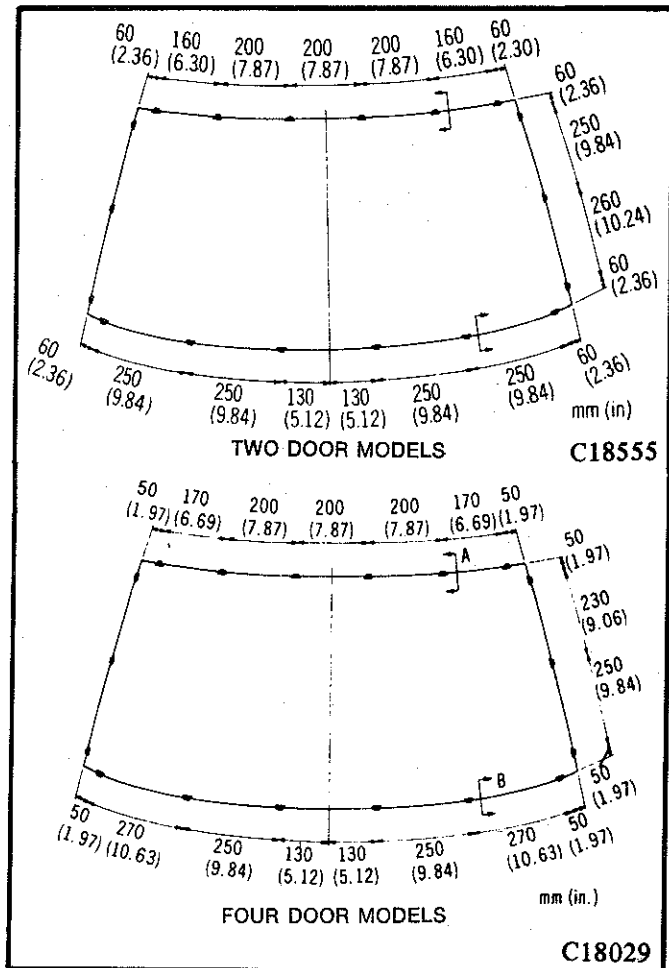 60 160 200 200 200 160 60
(2.36) (6.30) (7.87) (7.87) (7.87) (6.30) (2.30)
60
(2.36)
250
(9.84)
260
(10.24)
60
(2.36)
60 250 250 130 130 250 250 60
(2.36) (9.84) (9.84) (5.12) (5.12) (9.84) (9.84) (2.36)
mm (in)
TWO DOOR MODELS C18555
50 170 200 200 200 170 50
(1.97) (6.69) (7.87) (7.87) (7.87) (6.69) (1.97)
A
50
(1.97)
230
(9.06)
250
(9.84)
B
50
(1.97)
50 270 250 130 130 250 270 50
(1.97) (10.63) (9.84) (5.12) (5.12) (9.84) (10.63) (1.97)
mm (in.)
FOUR DOOR MODELS
C18029